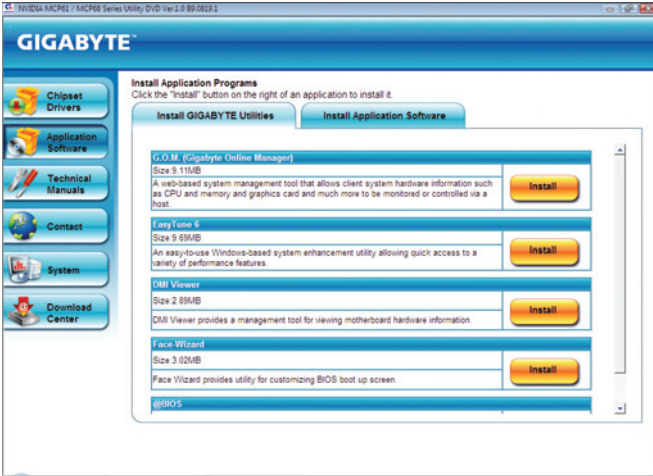 NVIDIA MCP61 / MCP68 Series Utility DVD Ver.1.0 B9.0819.1
GIGABYTE™
Chipset
Drivers
Application
Software
Technical
Manuals
Contact
System
Download
Center
Install Application Programs
Click the "Install" button on the right of an application to install it.
Install GIGABYTE Utilities
Install Application Software
G.O.M. (Gigabyte Online Manager)
Size:9.11MB
A web-based system management tool that allows client system hardware information such
as CPU and memory and graphics card and much more to be monitored or controlled via a
host.
Install
EasyTune 6
Size:9.69MB
An easy-to-use Windows-based system enhancement utility allowing quick access to a
variety of performance features.
Install
DMI Viewer
Size:2.89MB
DMI Viewer provides a management tool for viewing motherboard hardware information.
Install
Face-Wizard
Size:3.02MB
Face Wizard provides utility for customizing BIOS boot up screen
Install
@BIOS